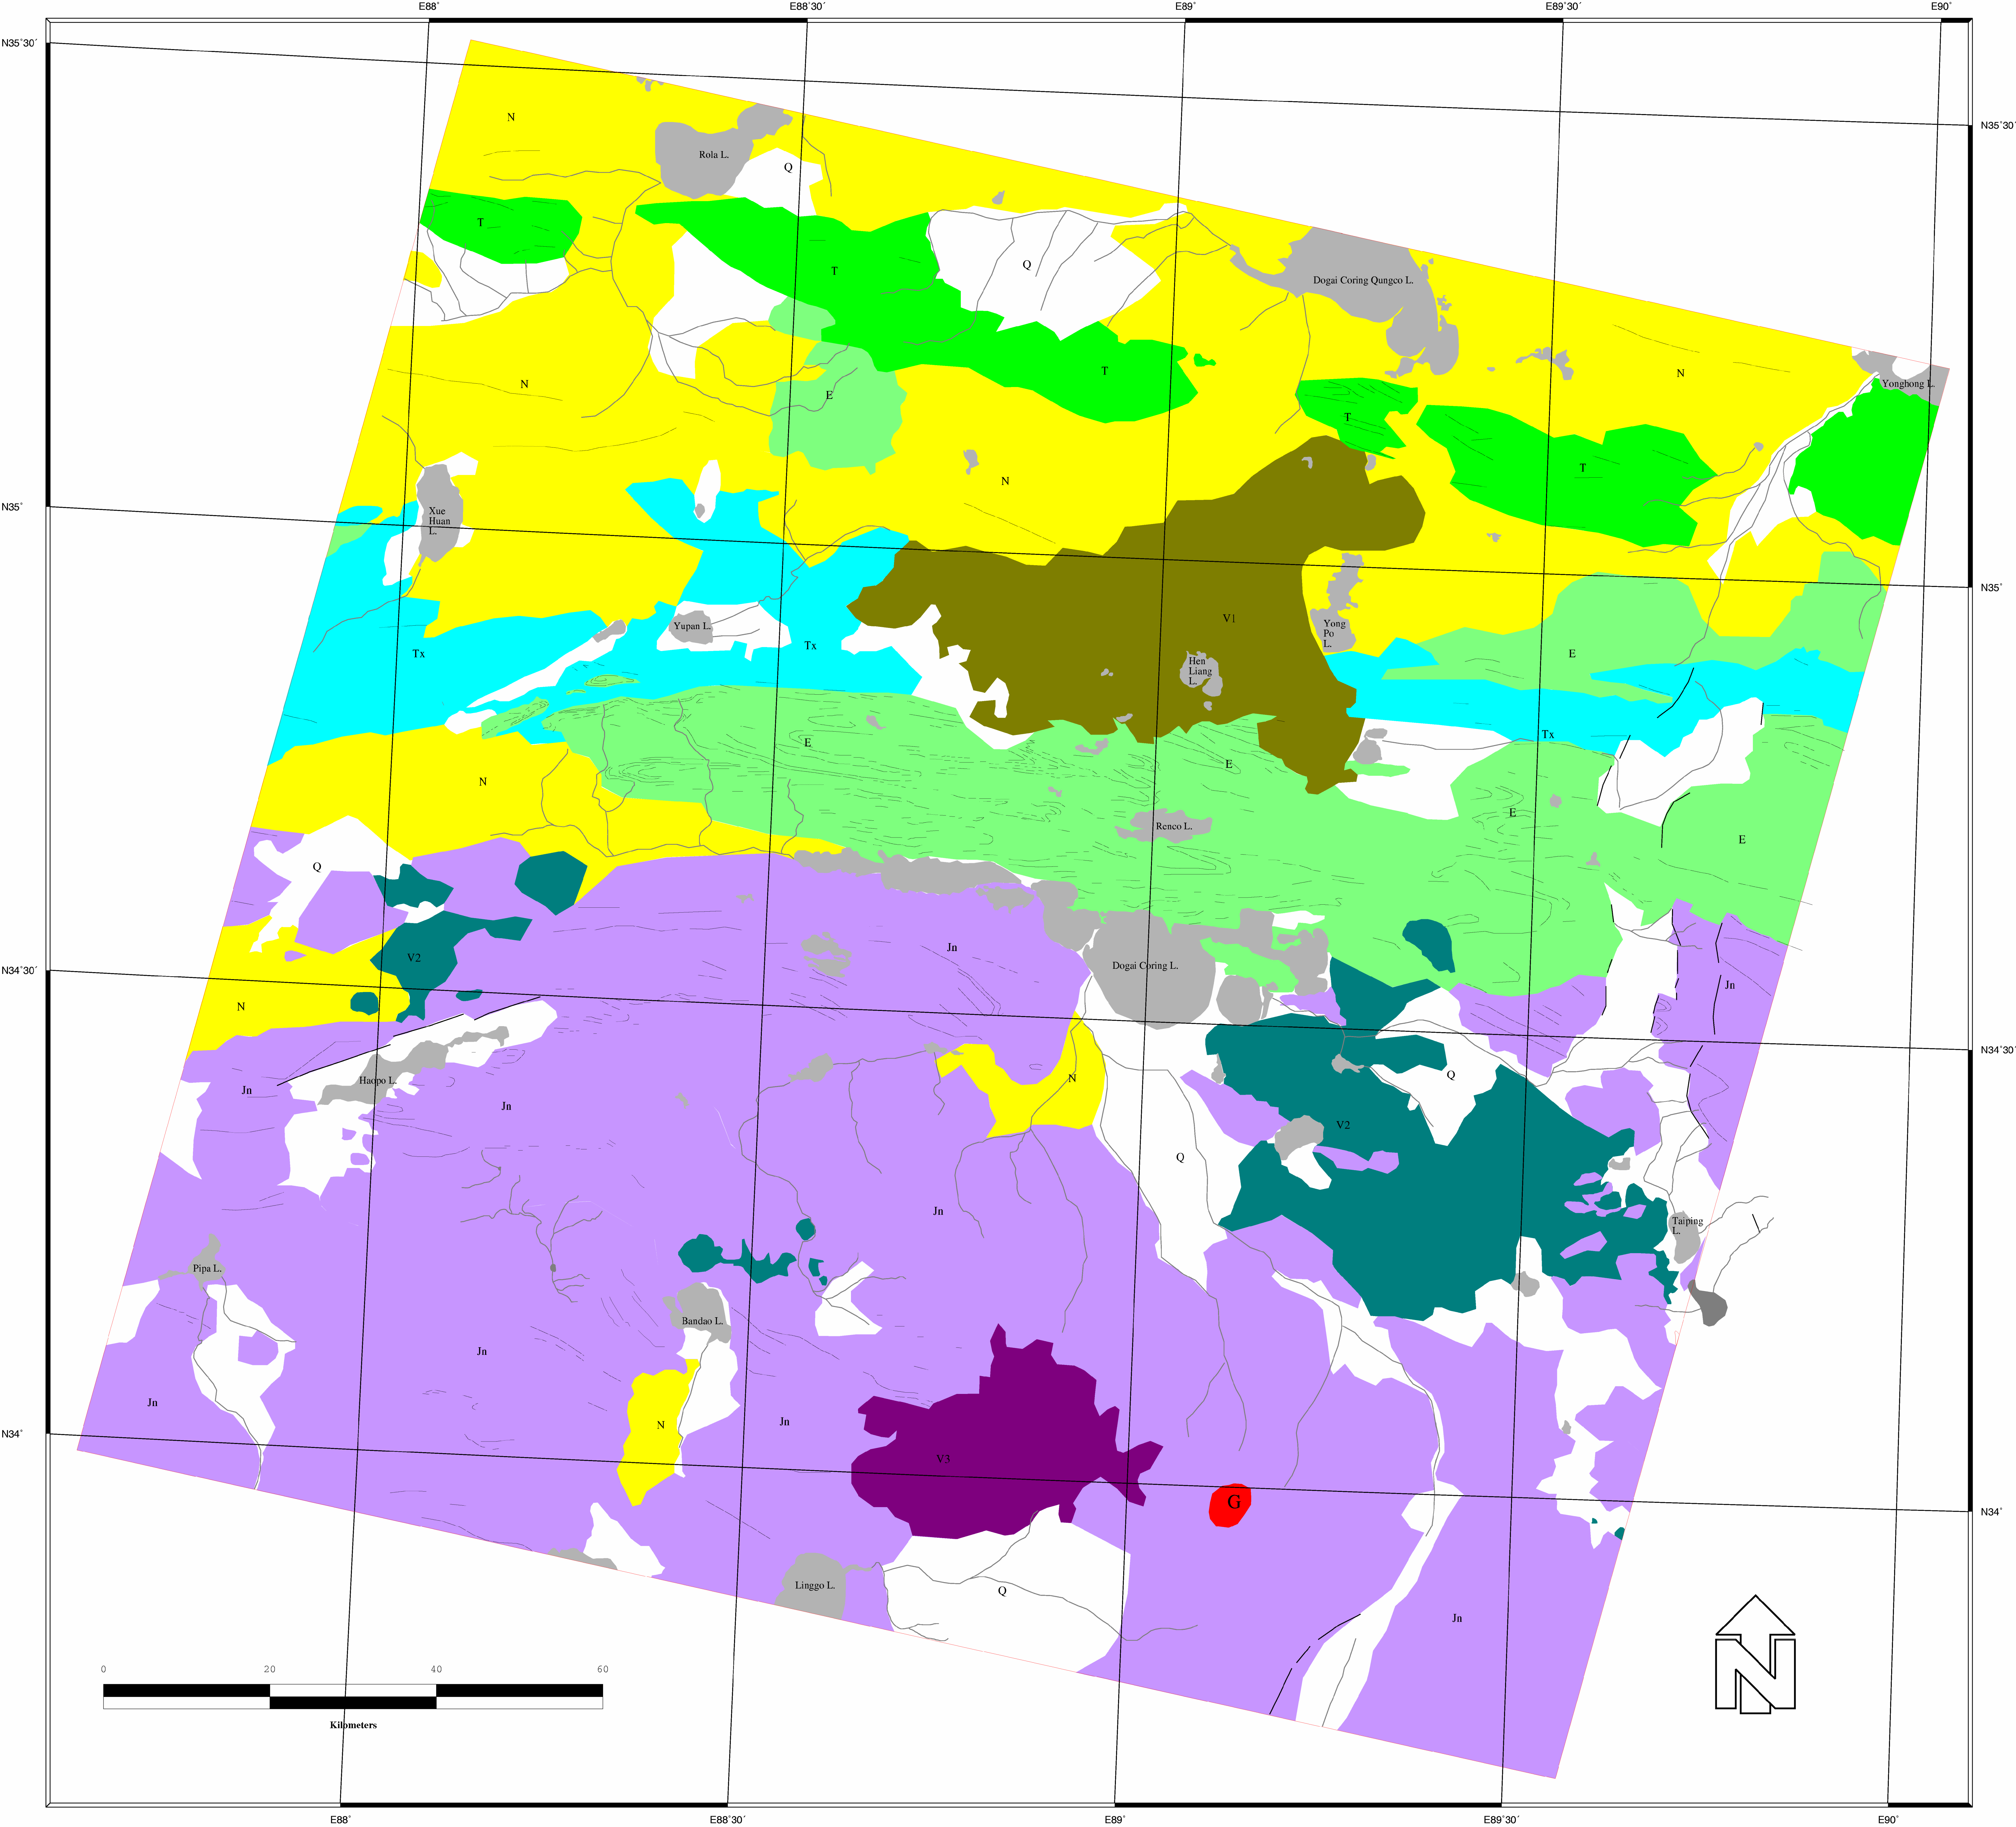 E88° E88°30′ E89° E89°30′ E90°
N35°30′
N
N35°30′
Rola L.
Q
T
Q
T
Dogai Coring Qungco L.
T
N
N
Yonghong L.
E
T
T
N
N35°
Xue
Huan
L.
N35°
V1
Yupan L.
Yong
Po
L.
Tx
Tx
E
Hen
Liang
L.
Tx
E
E
N
E
Renco L.
E
Q
Jn
V2
Dogai Coring L.
N34°30′
Jn
N
N34°30′
Q
N
Haopo L.
Jn
Jn
V2
Q
Jn
Taiping
L.
Pipa L.
Bandao L.
Jn
Jn
Jn
N
N34°
V3
G
N34°
Linggo L.
Q
Jn
0 20 40 60
Kilometers
N
E88° E88°30′ E89° E89°30′ E90°